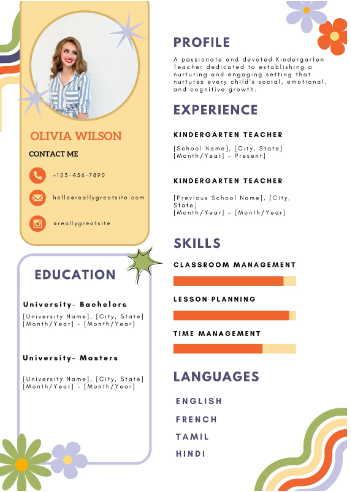 OLIVIA WILSON
CONTACT ME
+123-456-7890
hello@reallygreatsite.com
@reallygreatsite
EDUCATION
University- Bachelors
[University Name], [City, State]
[Month/Year] - [Month/Year]
University- Masters
[University Name], [City, State]
[Month/Year] - [Month/Year]
PROFILE
A passionate and devoted Kindergarten
Teacher dedicated to establishing a
nurturing and engaging setting that
nurtures every child's social, emotional,
and cognitive growth.
EXPERIENCE
KINDERGARTEN TEACHER
[School Name], [City, State]
[Month/Year] - Present]
KINDERGARTEN TEACHER
[Previous School Name], [City,
State]
[Month/Year] - [Month/Year]
SKILLS
CLASSROOM MANAGEMENT
LESSON PLANNING
TIME MANAGEMENT
LANGUAGES
ENGLISH
FRENCH
TAMIL
HINDI